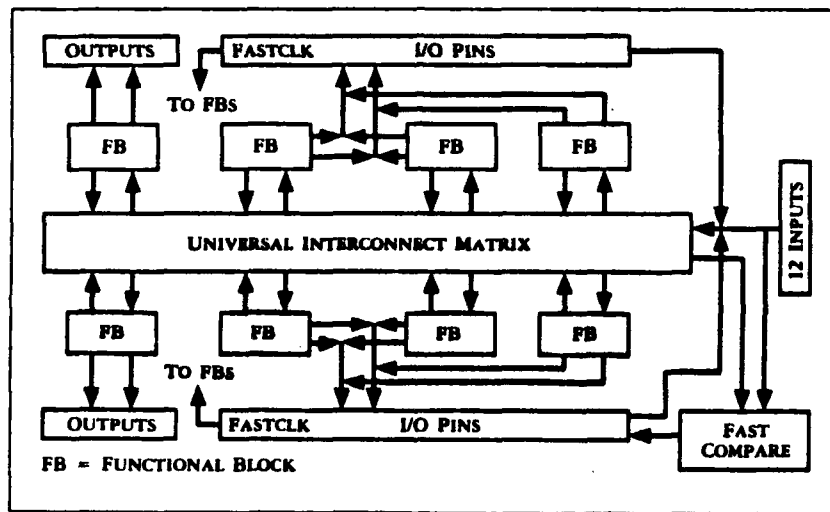 OUTPUTS
FASTCLK I/O PINS
TO FBS
FB FB FB FB
UNIVERSAL INTERCONNECT MATRIX
12 INPUTS
FB FB FB FB
TO FBS
OUTPUTS
FASTCLK I/O PINS
FAST COMPARE
FB = FUNCTIONAL BLOCK